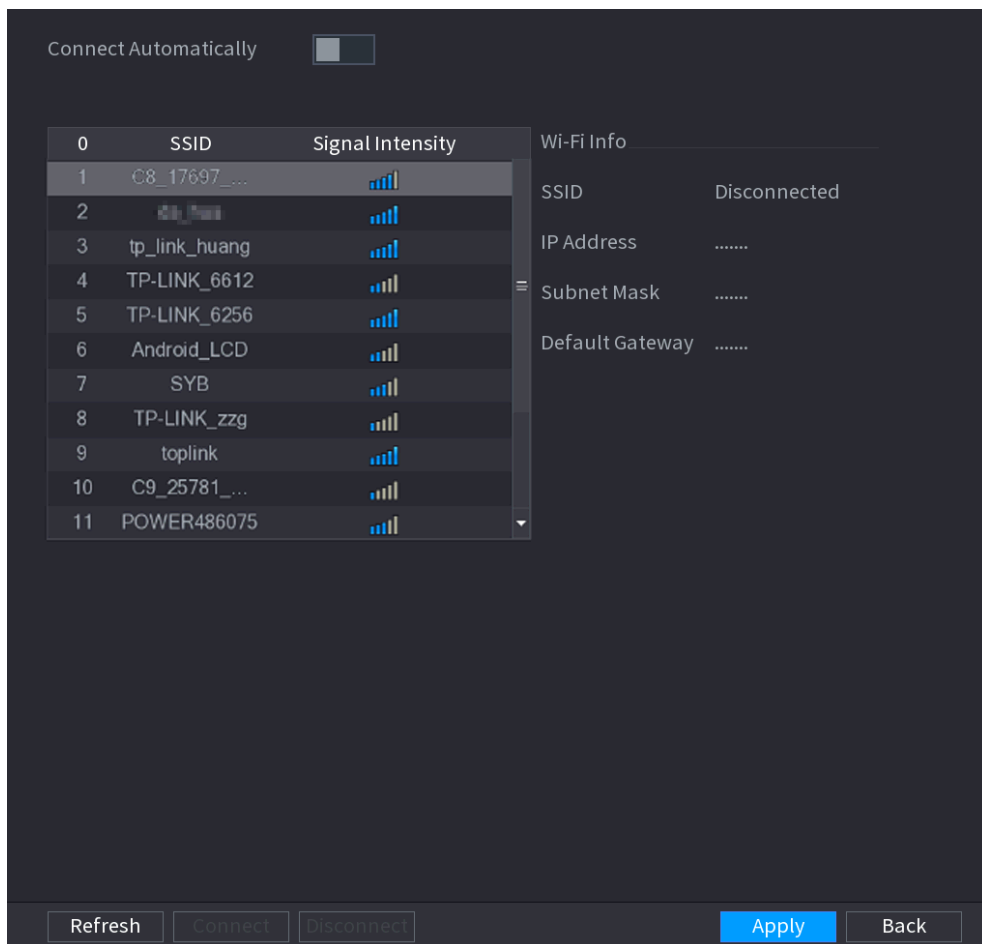 Connect Automatically
0 SSID Signal Intensity
1 C8_17697_...
2
3 tp_link_huang
4 TP-LINK_6612
5 TP-LINK_6256
6 Android_LCD
7 SYB
8 TP-LINK_zzg
9 toplink
10 C9_25781_...
11 POWER486075
Wi-Fi Info
SSID Disconnected
IP Address .......
Subnet Mask .......
Default Gateway .......
Refresh Connect Disconnect Apply Back